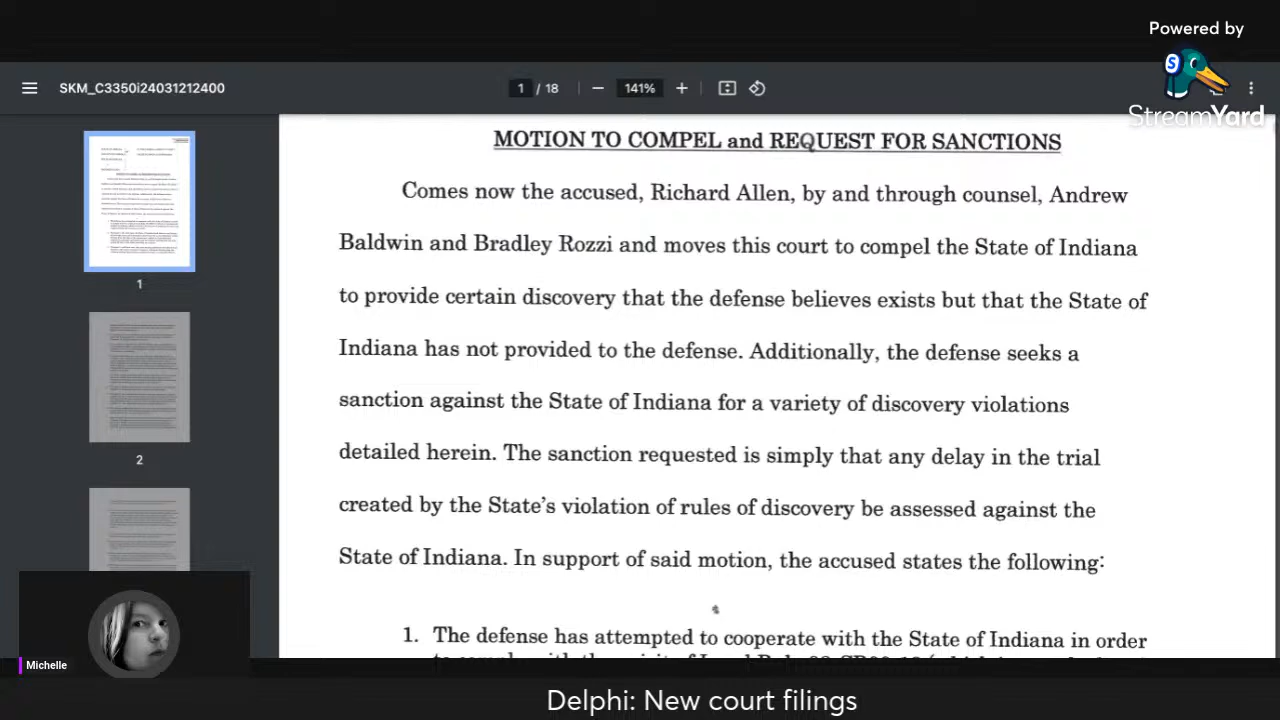 Powered by
S
StreamYard
SKM_C3350i24031212400
1 / 18
141%
MOTION TO COMPEL and REQUEST FOR SANCTIONS
Comes now the accused, Richard Allen, by and through counsel, Andrew
Baldwin and Bradley Rozzi and moves this court to compel the State of Indiana
to provide certain discovery that the defense believes exists but that the State of
Indiana has not provided to the defense. Additionally, the defense seeks a
sanction against the State of Indiana for a variety of discovery violations
detailed herein. The sanction requested is simply that any delay in the trial
created by the State's violation of rules of discovery be assessed against the
State of Indiana. In support of said motion, the accused states the following:
1. The defense has attempted to cooperate with the State of Indiana in order
1
2
Michelle
Delphi: New court filings